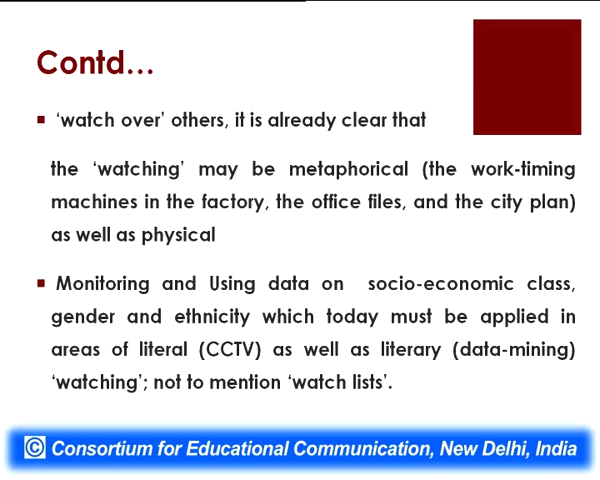 Contd...
‘watch over’ others, it is already clear that
the ‘watching’ may be metaphorical (the work-timing
machines in the factory, the office files, and the city plan)
as well as physical
Monitoring and Using data on socio-economic class,
gender and ethnicity which today must be applied in
areas of literal (CCTV) as well as literary (data-mining)
‘watching’; not to mention ‘watch lists’.
© Consortium for Educational Communication, New Delhi, India